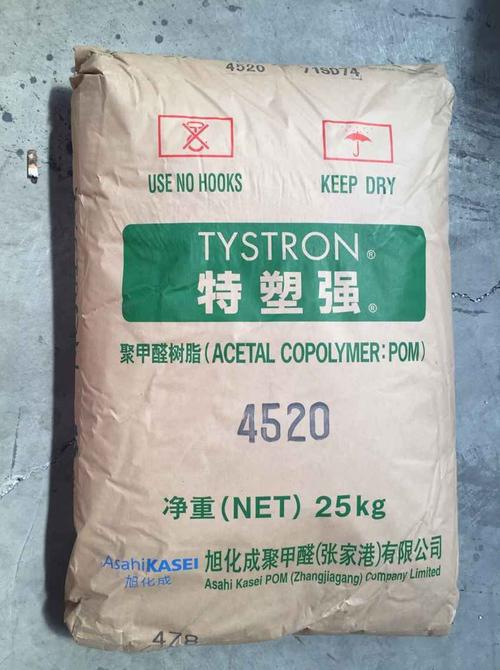 4520 71SD74
USE NO HOOKS KEEP DRY
TYSTRON®
特塑强®
聚甲醛树脂(ACETAL COPOLYMER:POM)
4520
净重(NET) 25kg
AsahiKASEI
旭化成
旭化成聚甲醛(张家港)有限公司
Asahi Kasei POM (Zhangjiagang) Company Limited
478